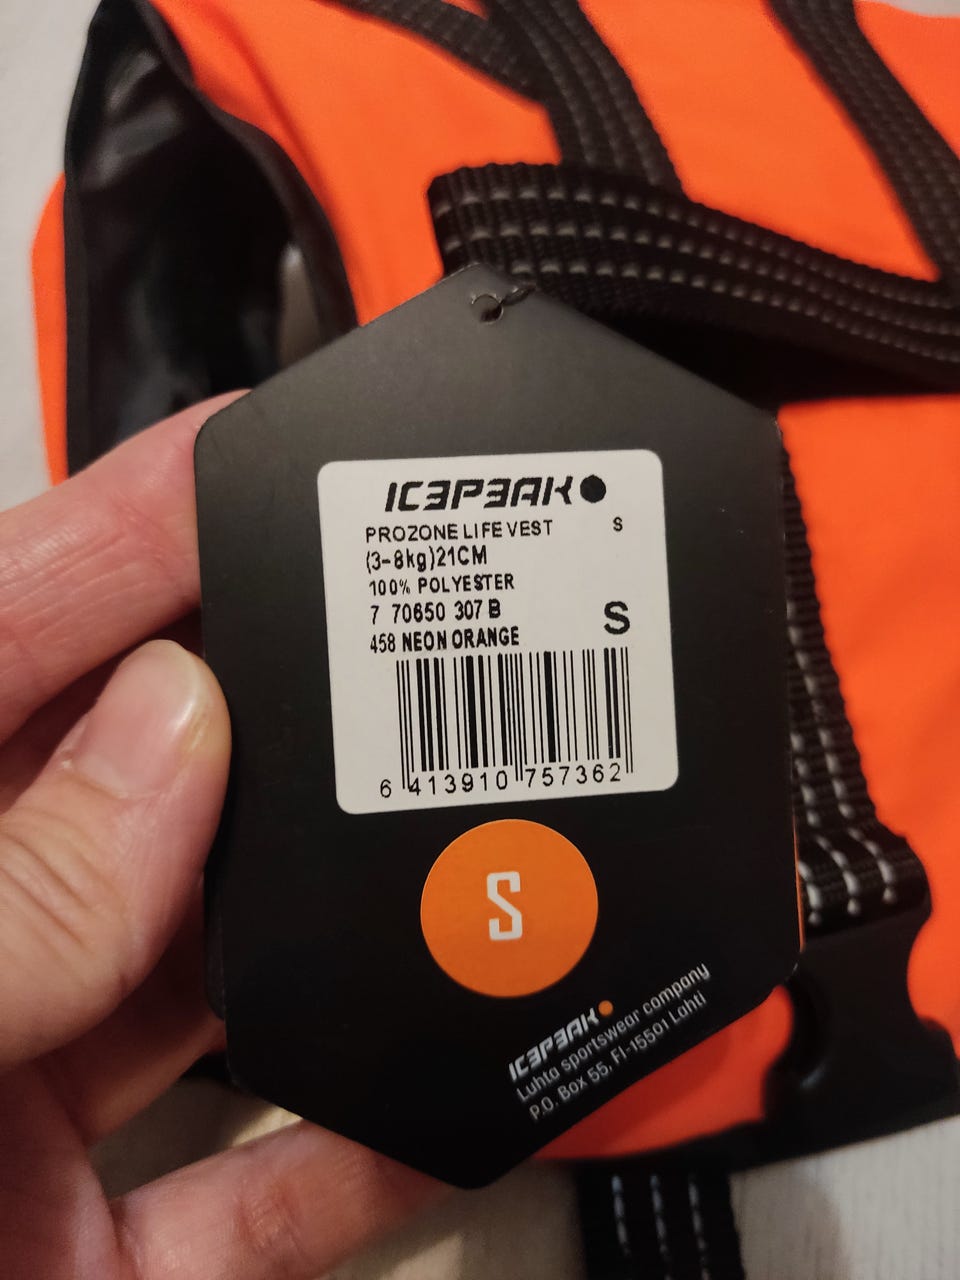 ICEPEAK
PROZONE LIFE VEST S
(3-8kg)21CM
100% POLYESTER
7 70650 307 B
S
458 NEON ORANGE
6 413910 757362
S
ICEPEAK
Luhta sportswear company
P.O. Box 55, FI-15501 Lahti